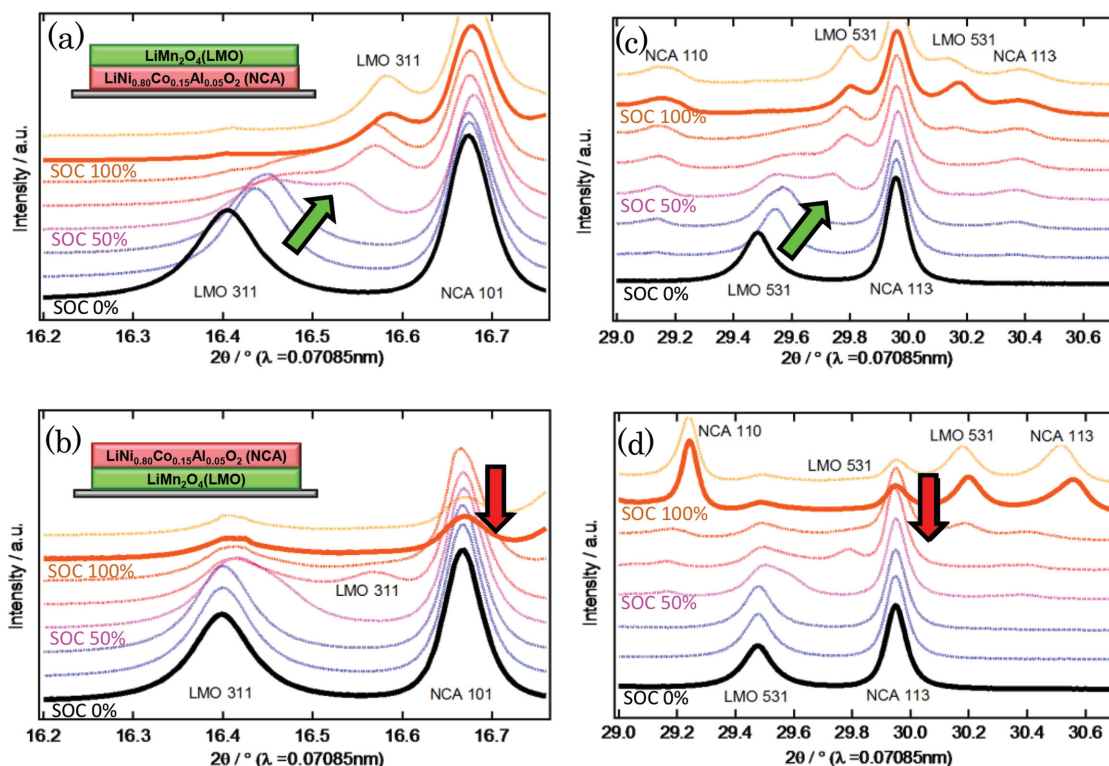 (a)
LiMn2O4(LMO)
LiNi0.80Co0.15Al0.05O2 (NCA)
LMO 311
SOC 100%
SOC 50%
SOC 0%
LMO 311
NCA 101
Intensity / a.u.
16.2 16.3 16.4 16.5 16.6 16.7
2θ / ° (λ =0.07085nm)
(c)
NCA 110
LMO 531
LMO 531
NCA 113
SOC 100%
SOC 50%
SOC 0%
LMO 531
NCA 113
Intensity / a.u.
29.0 29.2 29.4 29.6 29.8 30.0 30.2 30.4 30.6
2θ / ° (λ =0.07085nm)
(b)
LiNi0.80Co0.15Al0.05O2 (NCA)
LiMn2O4(LMO)
SOC 100%
LMO 311
SOC 50%
SOC 0%
LMO 311
NCA 101
Intensity / a.u.
16.2 16.3 16.4 16.5 16.6 16.7
2θ / ° (λ =0.07085nm)
(d)
NCA 110
LMO 531
LMO 531
NCA 113
SOC 100%
SOC 50%
SOC 0%
LMO 531
NCA 113
Intensity / a.u.
29.0 29.2 29.4 29.6 29.8 30.0 30.2 30.4 30.6
2θ / ° (λ =0.07085nm)